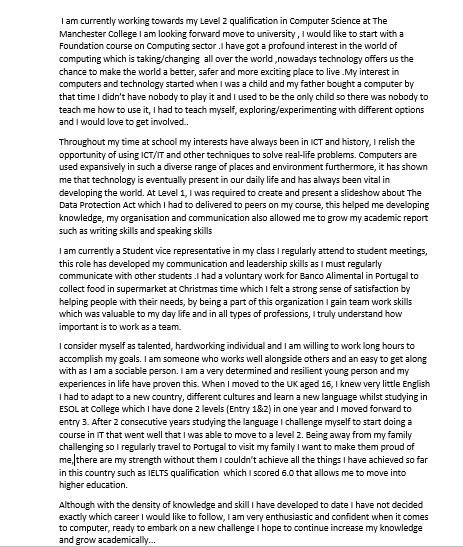 I am currently working towards my Level 2 qualification in Computer Science at The
Manchester College I am looking forward move to university , I would like to start with a
Foundation course on Computing sector .I have got a profound interest in the world of
computing which is taking/changing  all over the world ,nowadays technology offers us the
chance to make the world a better, safer and more exciting place to live .My interest in
computers and technology started when I was a child and my father bought a computer by
that time I didn't have nobody to play it and I used to be the only child so there was nobody to
teach me how to use it, I had to teach myself, exploring/experimenting with different options
and I would love to get involved..
Throughout my time at school my interests have always been in ICT and history, I relish the
opportunity of using ICT/IT and other techniques to solve real-life problems. Computers are
used expansively in such a diverse range of places and environment furthermore, it has shown
me that technology is eventually present in our daily life and has always been vital in
developing the world. At Level 1, I was required to create and present a slideshow about The
Data Protection Act which I had to delivered to peers on my course, this helped me developing
knowledge, my organisation and communication also allowed me to grow my academic report
such as writing skills and speaking skills
I am currently a Student vice representative in my class I regularly attend to student meetings,
this role has developed my communication and leadership skills as I must regularly
communicate with other students .I had a voluntary work for Banco Alimental in Portugal to
collect food in supermarket at Christmas time which I felt a strong sense of satisfaction by
helping people with their needs, by being a part of this organization I gain team work skills
which was valuable to my day life and in all types of professions, I truly understand how
important is to work as a team.
I consider myself as talented, hardworking individual and I am willing to work long hours to
accomplish my goals. I am someone who works well alongside others and an easy to get along
with as I am a sociable person. I am a very determined and resilient young person and my
experiences in life have proven this. When I moved to the UK aged 16, I knew very little English
I had to adapt to a new country, different cultures and learn a new language whilst studying in
ESOL at College which I have done 2 levels (Entry 1&2) in one year and I moved forward to
entry 3. After 2 consecutive years studying the language I challenge myself to start doing a
course in IT that went well that I was able to move to a level 2. Being away from my family
challenging so I regularly travel to Portugal to visit my family I want to make them proud of
me,there are my strength without them I couldn't achieve all the things I have achieved so far
in this country such as IELTS qualification  which I scored 6.0 that allows me to move into
higher education.
Although with the density of knowledge and skill I have developed to date I have not decided
exactly which career I would like to follow, I am very enthusiastic and confident when it comes
to computer, ready to embark on a new challenge I hope to continue increase my knowledge
and grow academically...